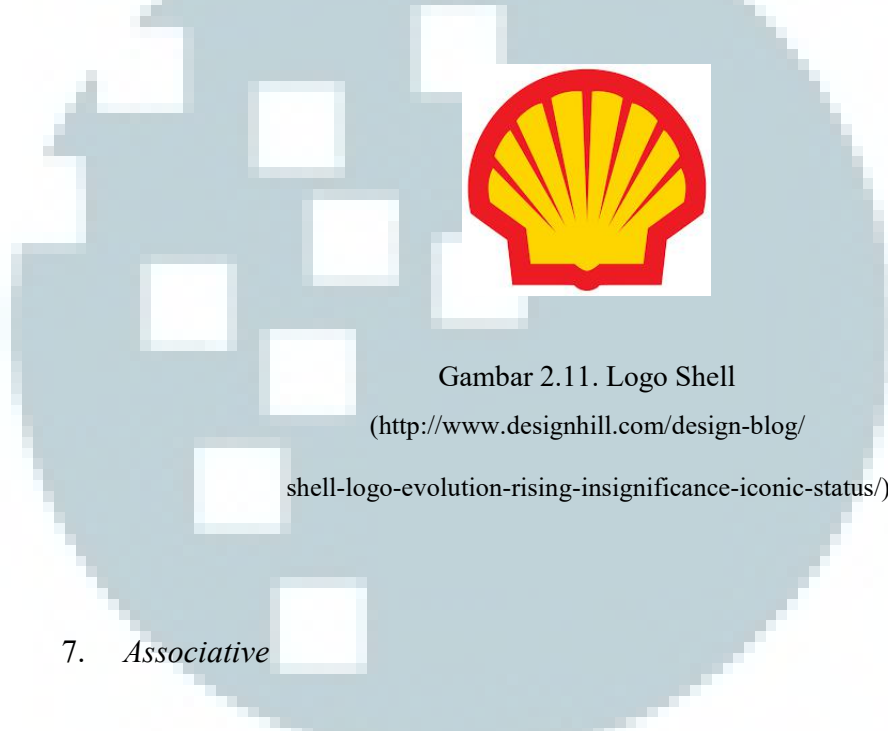 Gambar 2.11. Logo Shell
(http://www.designhill.com/design-blog/
shell-logo-evolution-rising-insignificance-iconic-status/)
7. Associative